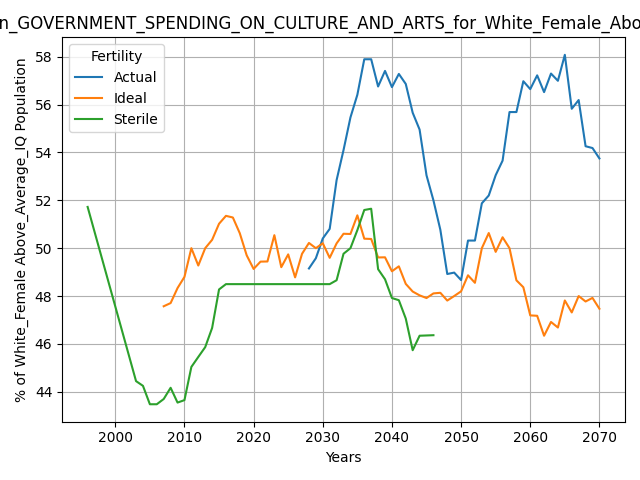 n_GOVERNMENT_SPENDING_ON_CULTURE_AND_ARTS_for_White_Female_Abo
Fertility
Actual
Ideal
Sterile
% of White_Female Above_Average_IQ Population
58
56
54
52
50
48
46
44
2000
2010
2020
2030
2040
2050
2060
2070
Years